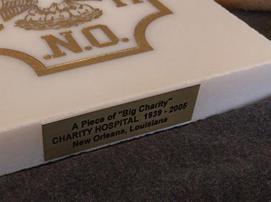 .N.O.
A Piece of "Big Charity"
CHARITY HOSPITAL 1939 - 2005
New Orleans, Louisiana